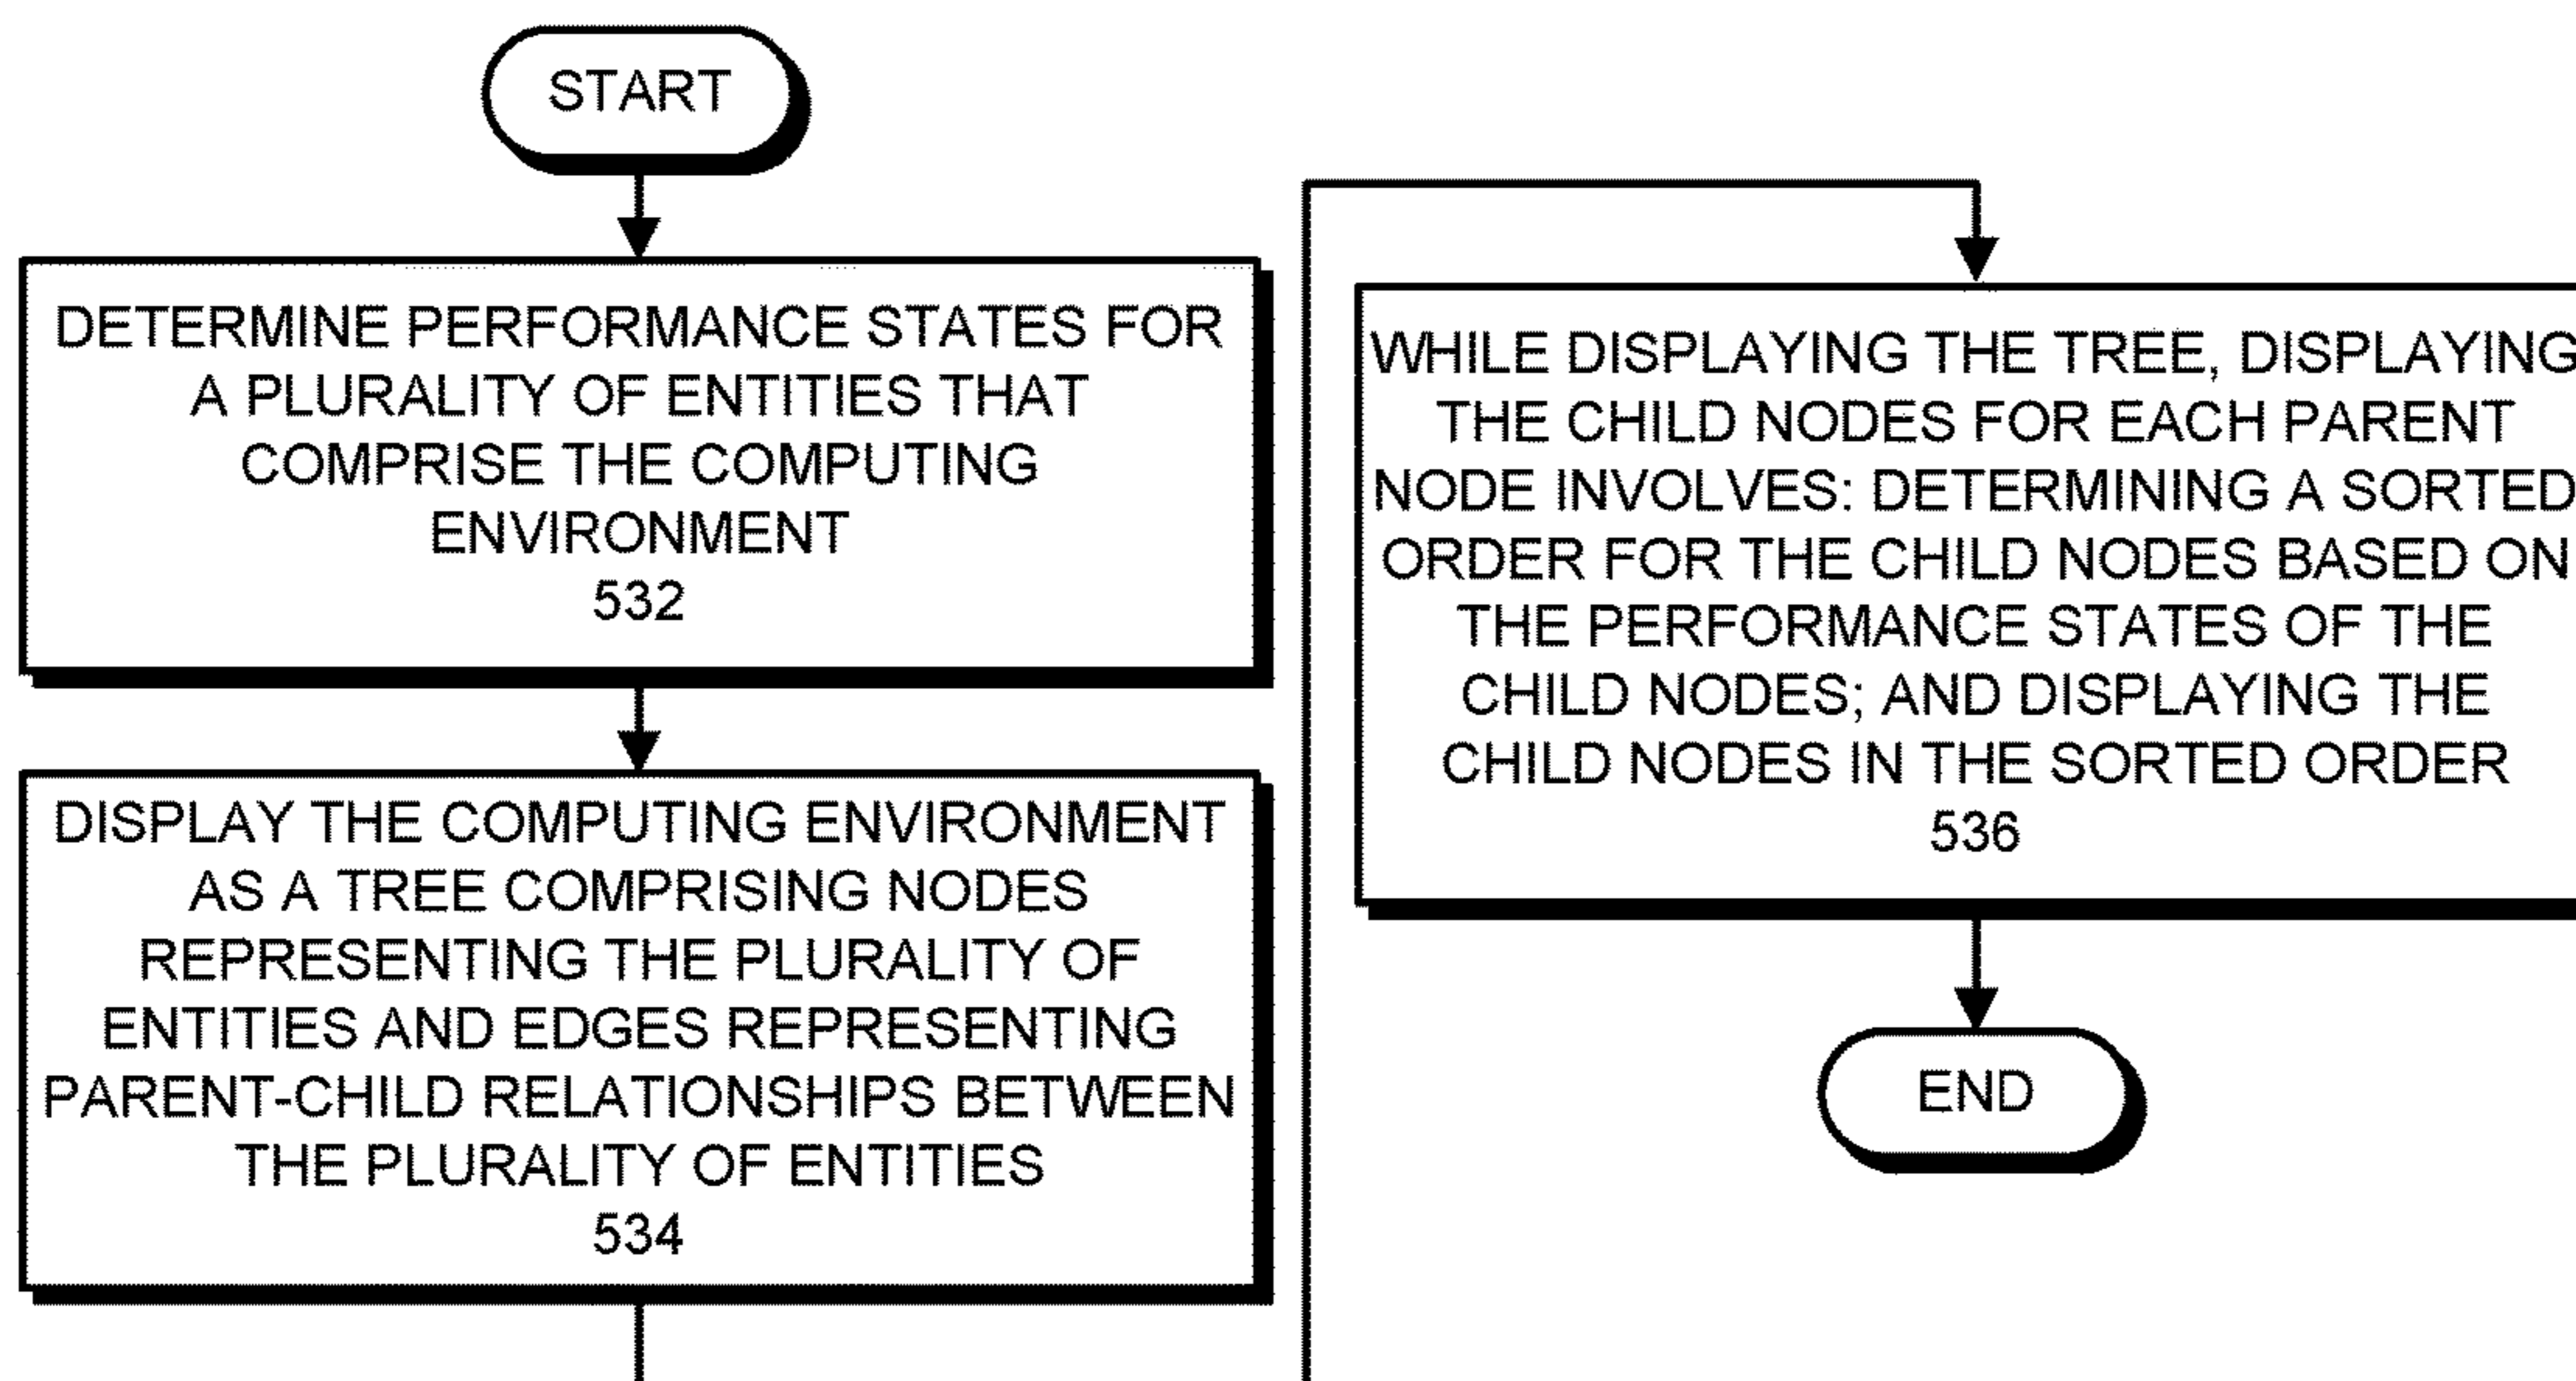 START
DETERMINE PERFORMANCE STATES FOR
A PLURALITY OF ENTITIES THAT
COMPRISE THE COMPUTING
ENVIRONMENT
532
DISPLAY THE COMPUTING ENVIRONMENT
AS A TREE COMPRISING NODES
REPRESENTING THE PLURALITY OF
ENTITIES AND EDGES REPRESENTING
PARENT-CHILD RELATIONSHIPS BETWEEN
THE PLURALITY OF ENTITIES
534
WHILE DISPLAYING THE TREE, DISPLAYING
THE CHILD NODES FOR EACH PARENT
NODE INVOLVES: DETERMINING A SORTED
ORDER FOR THE CHILD NODES BASED ON
THE PERFORMANCE STATES OF THE
CHILD NODES; AND DISPLAYING THE
CHILD NODES IN THE SORTED ORDER
536
END